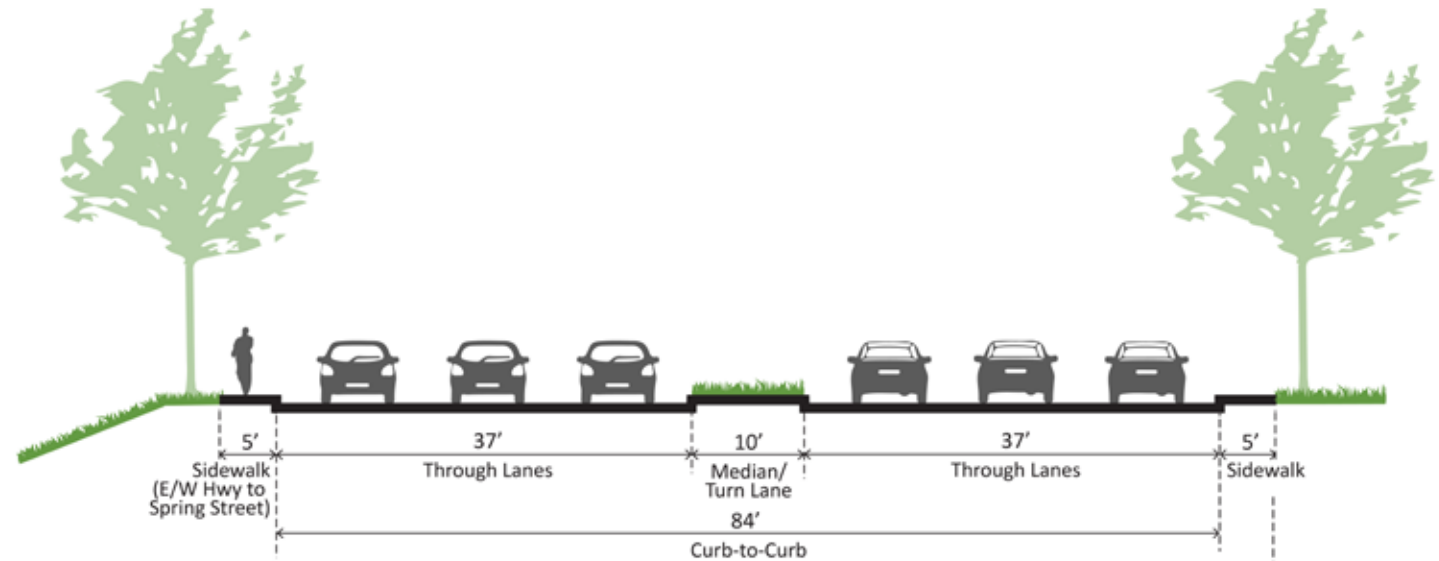 5’
Sidewalk
(E/W Hwy to
Spring Street)
37’
Through Lanes
10’
Median/
Turn Lane
37’
Through Lanes
5’
Sidewalk
84’
Curb-to-Curb